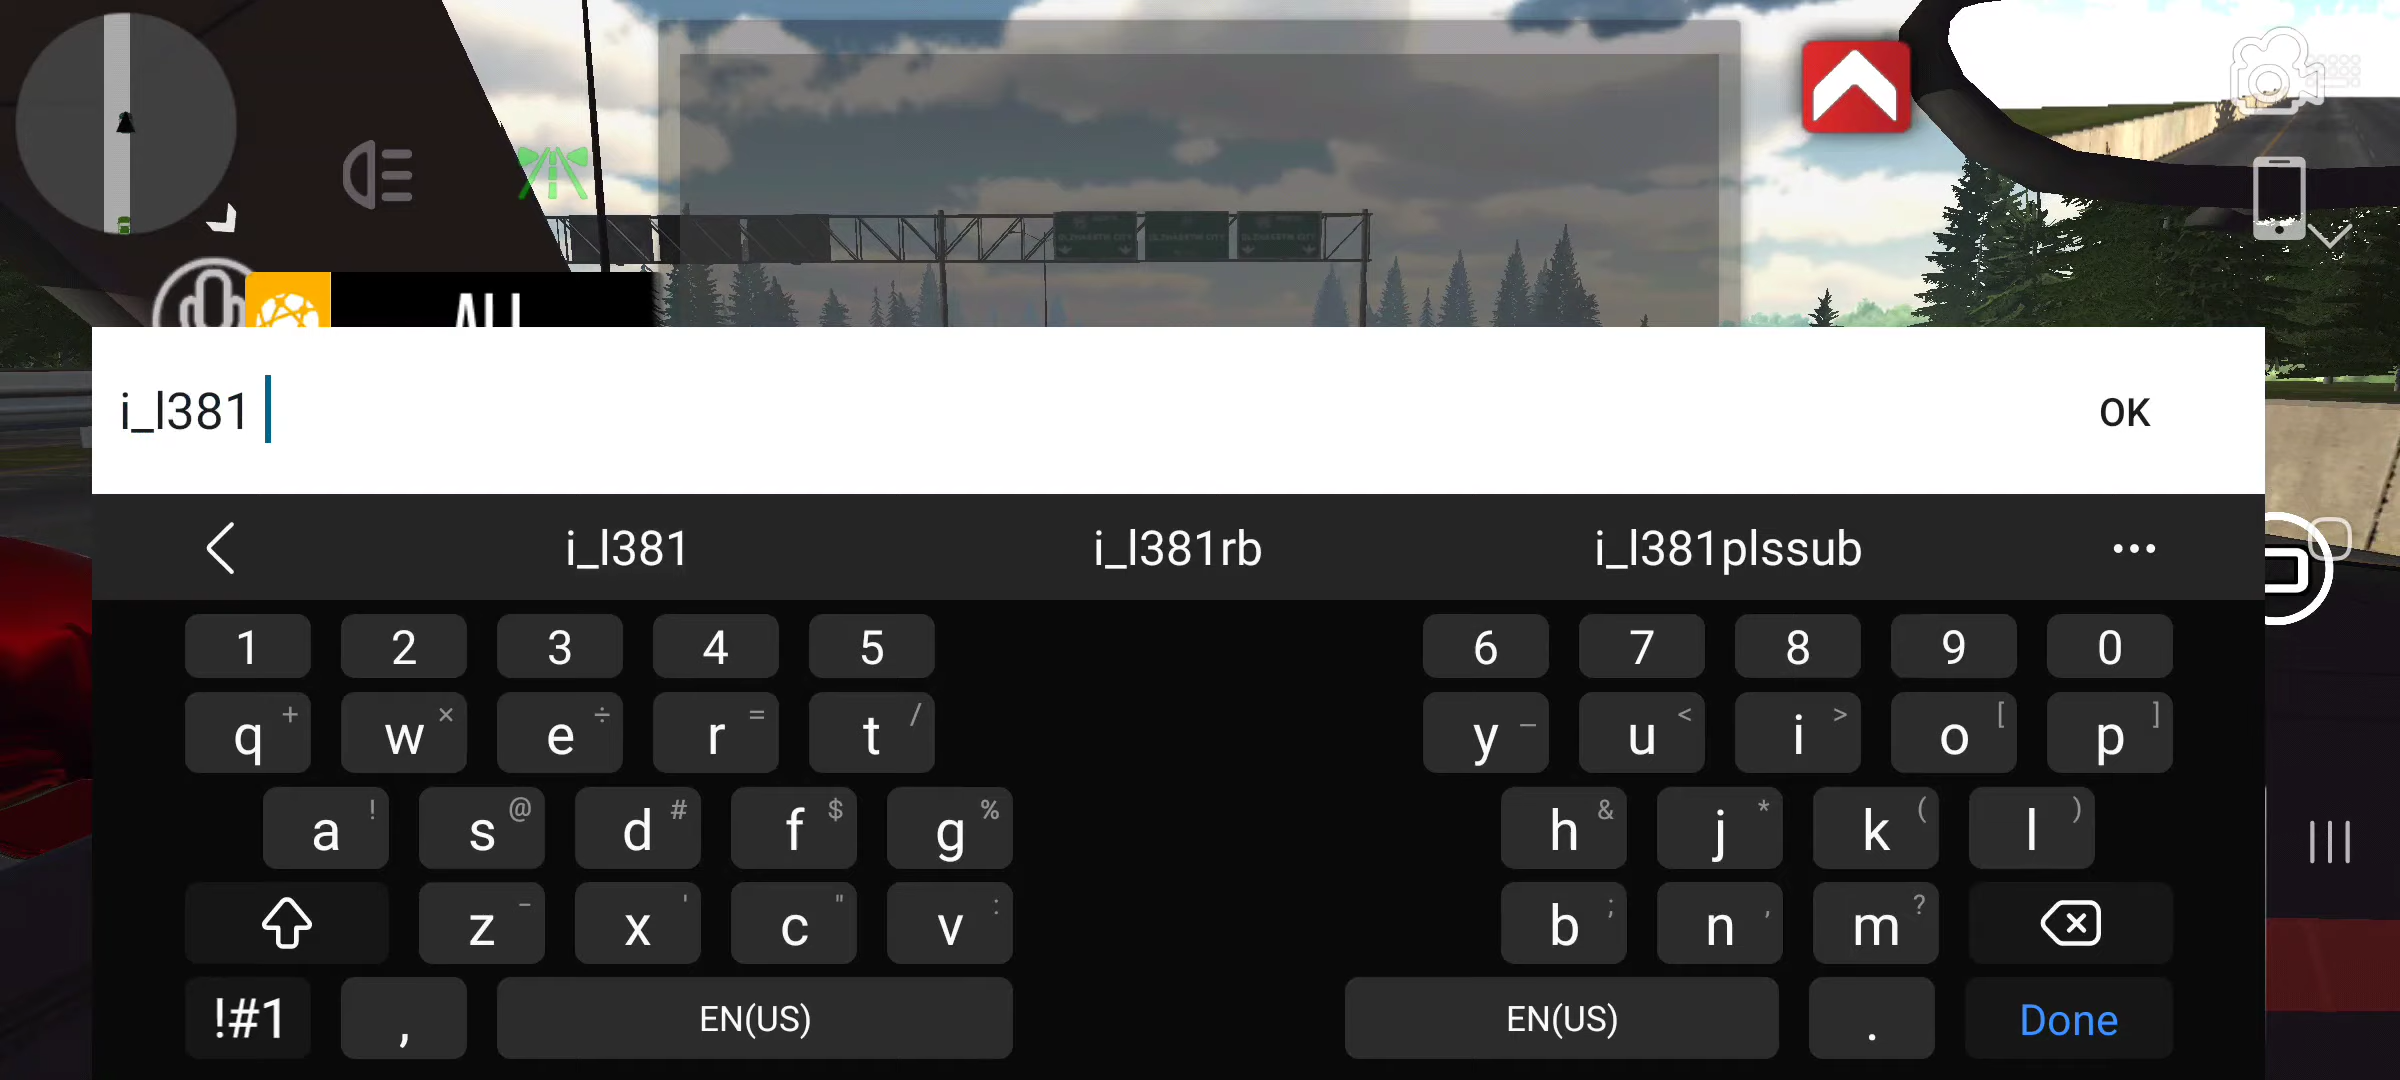 ALL
i_l381
OK
i_l381 i_l381rb i_l381plssub ...
1 2 3 4 5 6 7 8 9 0
q + w × e ÷ r = t / y _ u < i > o [ p ]
a ! s @ d # f $ g % h & j * k ( l )
z - x ' c " v : b ; n , m ?
!#1 , EN(US) EN(US) . Done